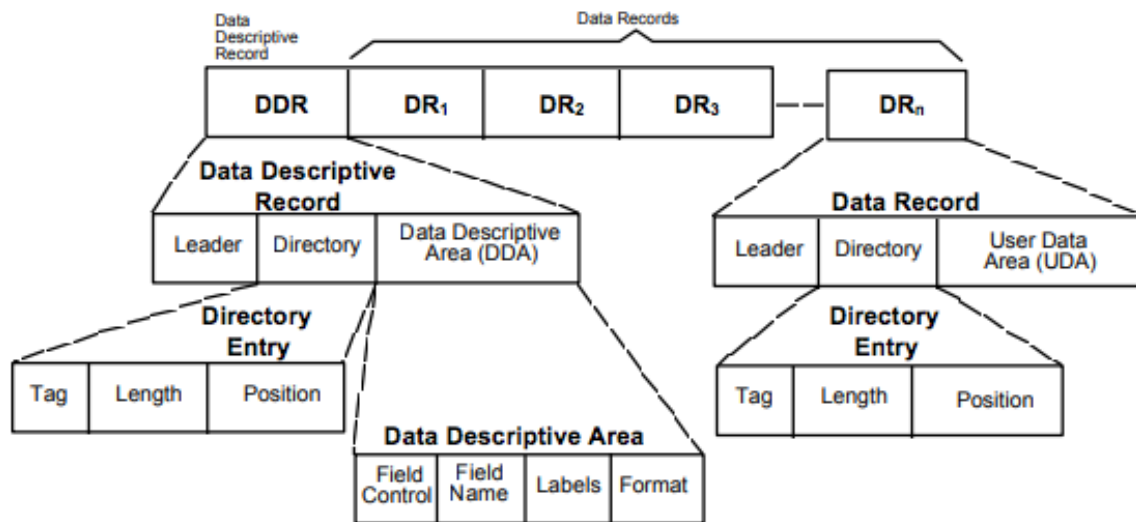 Data
Descriptive
Record
Data Records
DDR
DR1
DR2
DR3
DRn
Data Descriptive
Record
Leader
Directory
Data Descriptive
Area (DDA)
Data Record
Leader
Directory
User Data
Area (UDA)
Directory
Entry
Tag
Length
Position
Directory
Entry
Tag
Length
Position
Data Descriptive Area
Field
Control
Field
Name
Labels
Format